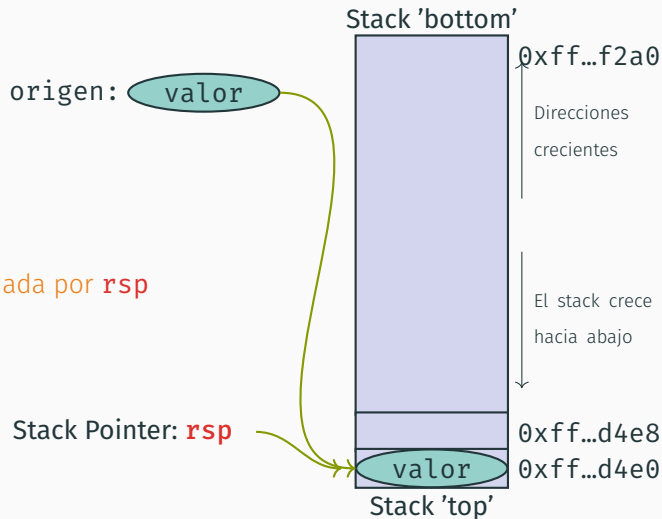 Stack 'bottom'
0xff…f2a0
origen: valor
Direcciones
crecientes
ada por rsp
El stack crece
hacia abajo
Stack Pointer: rsp
0xff…d4e8
valor
0xff…d4e0
Stack 'top'